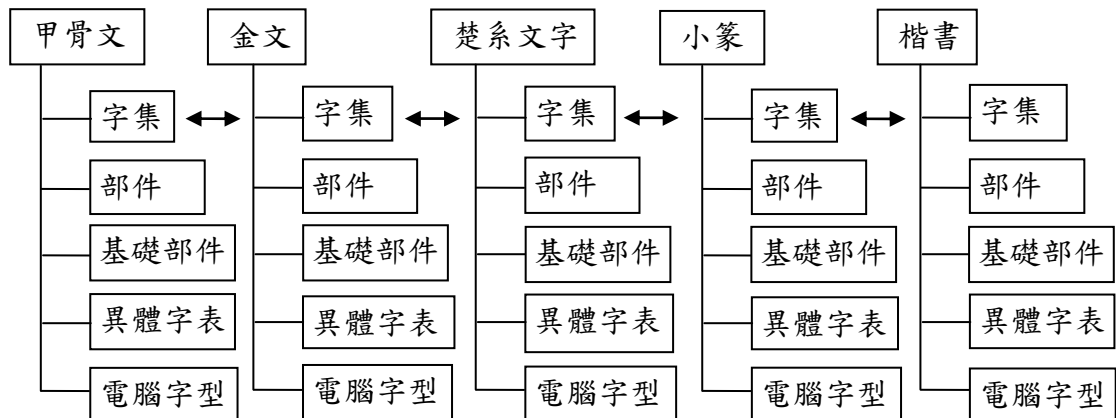 甲骨文 金文 楚系文字 小篆 楷書
字集 字集 字集 字集 字集
部件 部件 部件 部件 部件
基礎部件 基礎部件 基礎部件 基礎部件 基礎部件
異體字表 異體字表 異體字表 異體字表 異體字表
電腦字型 電腦字型 電腦字型 電腦字型 電腦字型